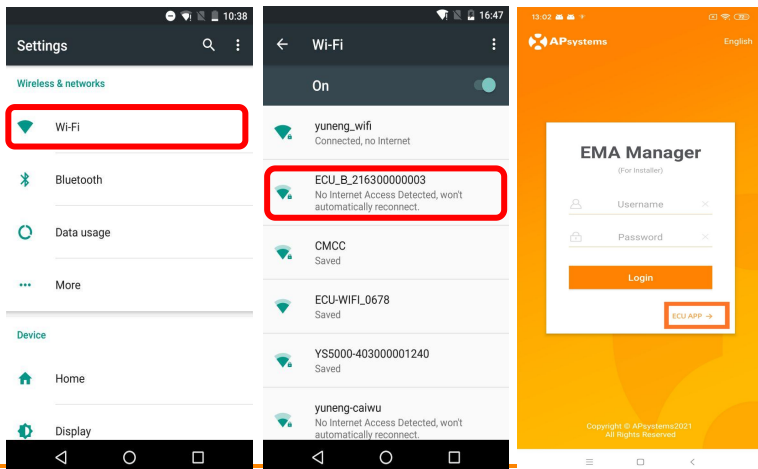 10:38
Settings
Wireless & networks
Wi-Fi
Bluetooth
Data usage
More
Device
Home
Display
16:47
Wi-Fi
On
yuneng_wifi
Connected, no Internet
ECU_B_216300000003
No Internet Access Detected, won't
automatically reconnect.
CMCC
Saved
ECU-WIFI_0678
Saved
YS5000-403000001240
Saved
yuneng-caiwu
No Internet Access Detected, won't
automatically reconnect.
13:02
APsystems
English
EMA Manager
(For Installer)
Username
Password
Login
ECU APP →
Copyright © APsystems2021
All Rights Reserved